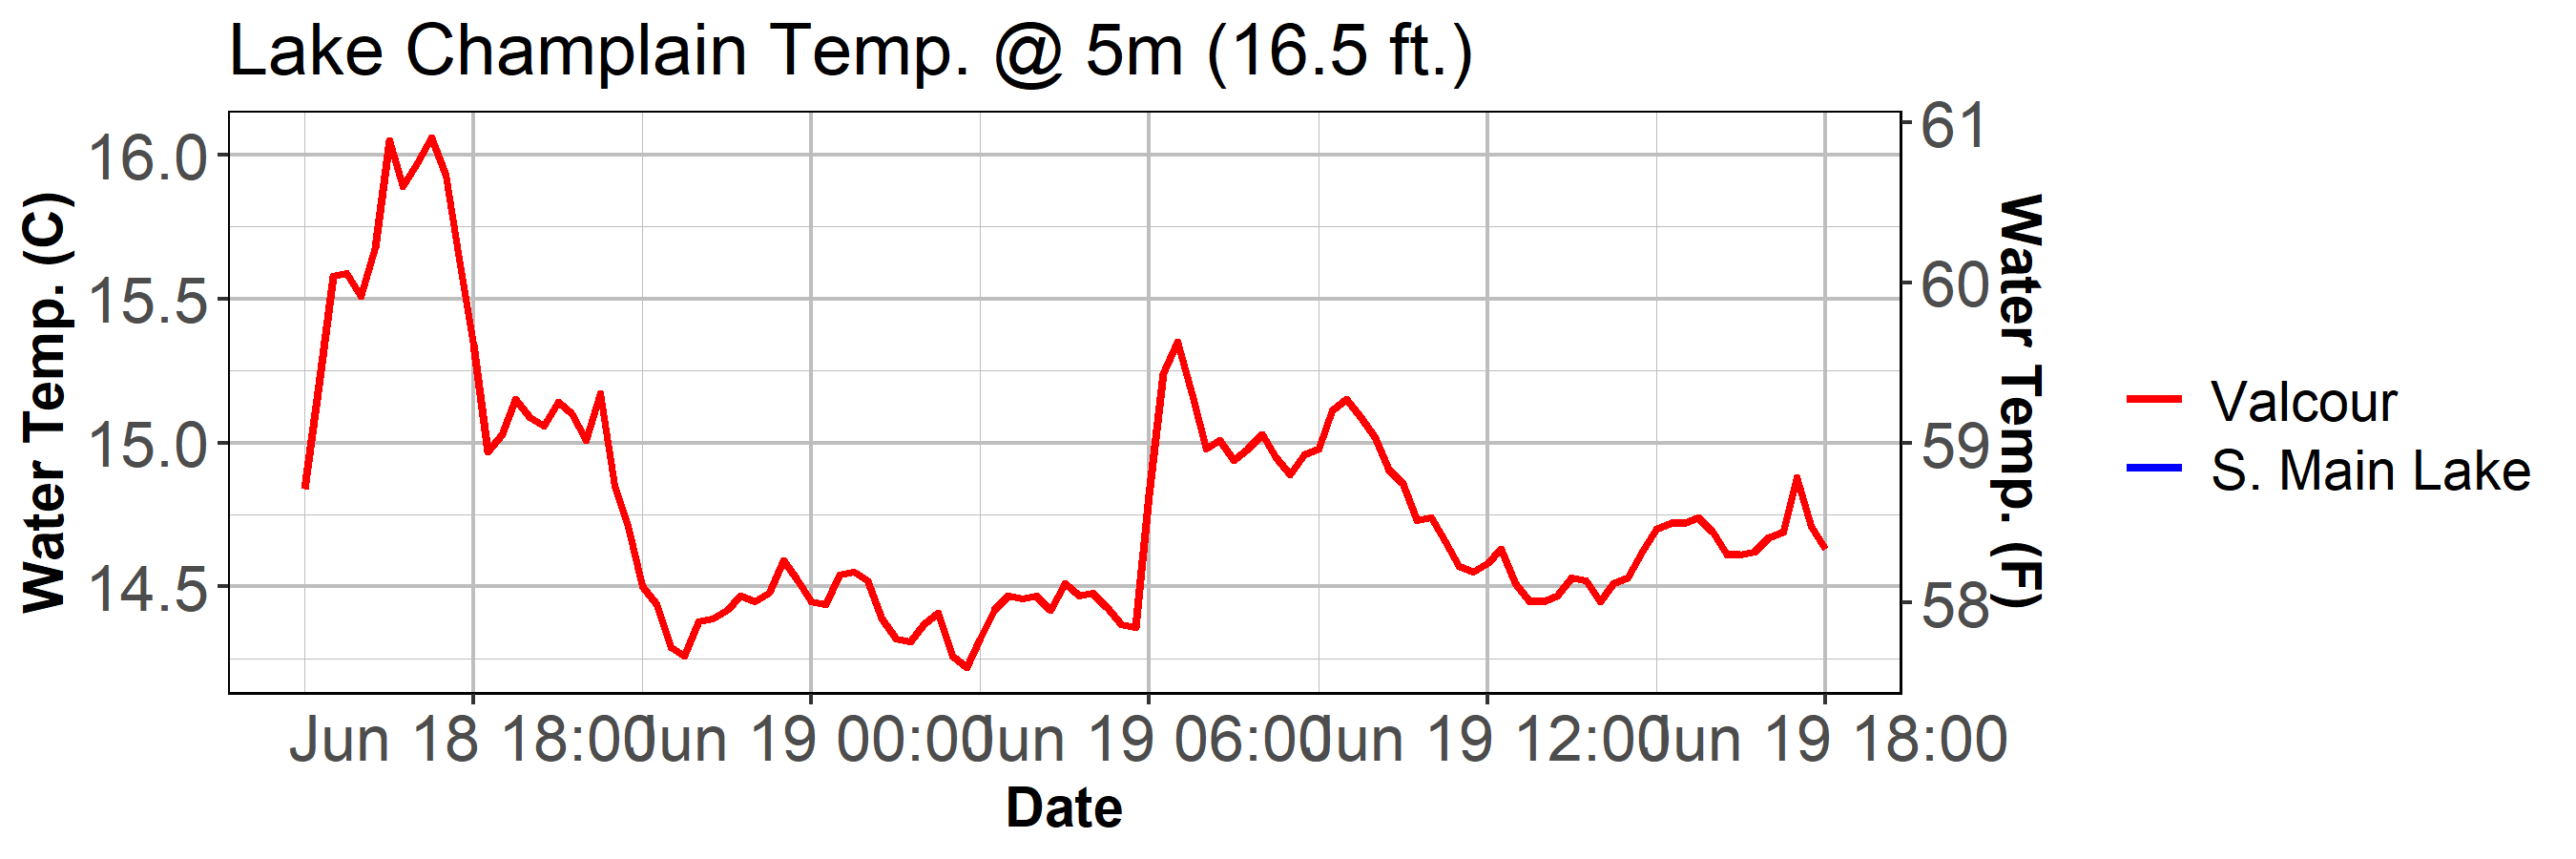 Lake Champlain Temp. @ 5m (16.5 ft.)
Water Temp. (C)
16.0
15.5
15.0
14.5
61
60
59
58
Water Temp. (F)
Jun 18 18:00
Jun 19 00:00
Jun 19 06:00
Jun 19 12:00
Jun 19 18:00
Date
Valcour
S. Main Lake